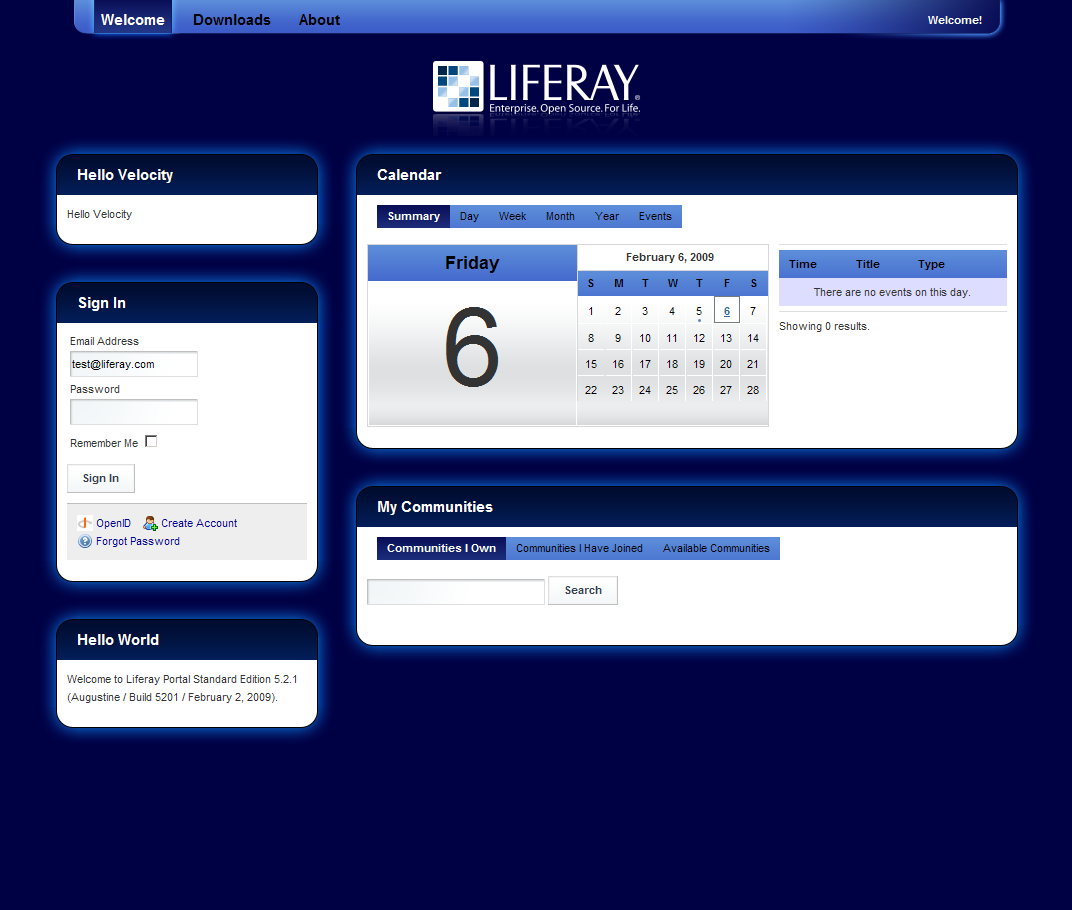 Welcome Downloads About Welcome!
LIFERAY®
Enterprise. Open Source. For Life.
Hello Velocity
Hello Velocity
Sign In
Email Address
test@liferay.com
Password
Remember Me
Sign In
OpenID Create Account
Forgot Password
Hello World
Welcome to Liferay Portal Standard Edition 5.2.1
(Augustine / Build 5201 / February 2, 2009).
Calendar
Summary Day Week Month Year Events
Friday
6
February 6, 2009
S M T W T F S
1 2 3 4 5 6 7
8 9 10 11 12 13 14
15 16 17 18 19 20 21
22 23 24 25 26 27 28
Time Title Type
There are no events on this day.
Showing 0 results.
My Communities
Communities I Own Communities I Have Joined Available Communities
Search